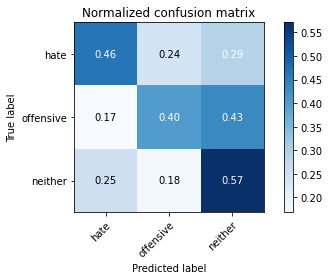 Normalized confusion matrix
hate 0.46 0.24 0.29
offensive 0.17 0.40 0.43
neither 0.25 0.18 0.57
hate offensive neither
True label
Predicted label
0.55
0.50
0.45
0.40
0.35
0.30
0.25
0.20